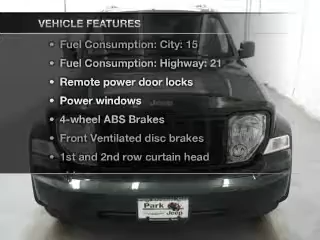 VEHICLE FEATURES
• Fuel Consumption: City: 15
• Fuel Consumption: Highway: 21
• Remote power door locks
• Power windows
• 4-wheel ABS Brakes
• Front Ventilated disc brakes
• 1st and 2nd row curtain head
Jeep
Park
Jeep